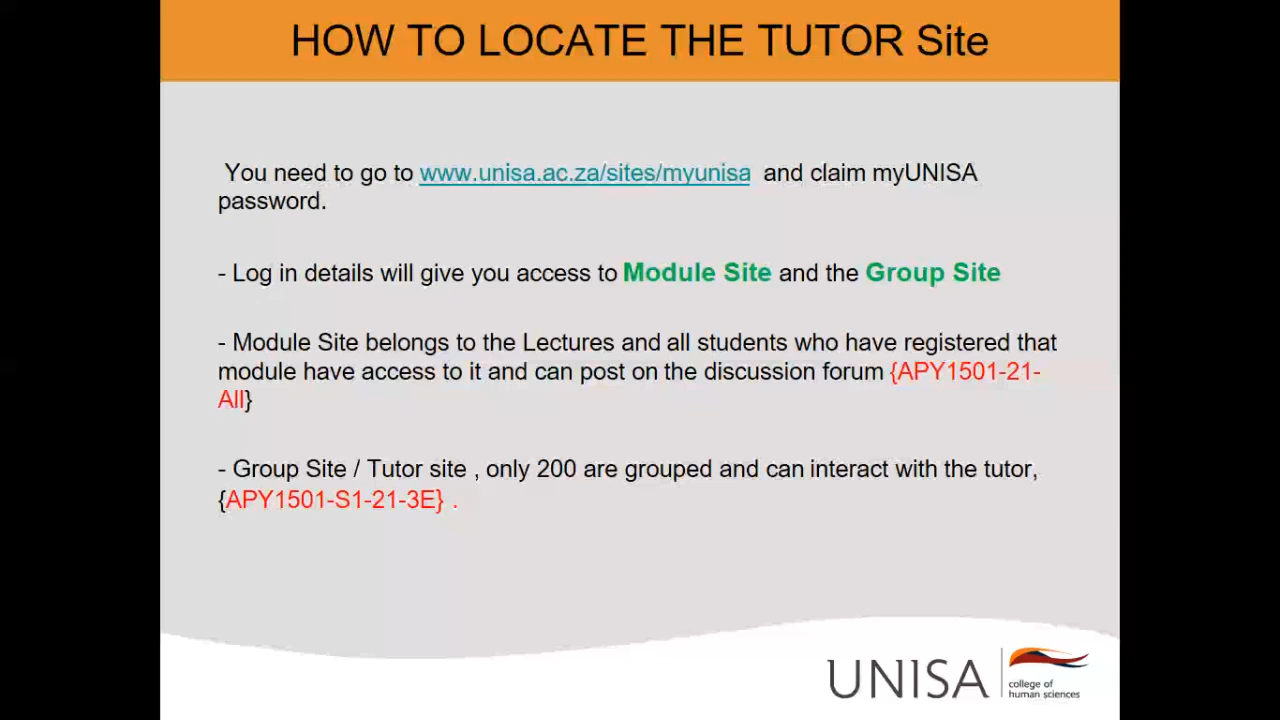 HOW TO LOCATE THE TUTOR Site
You need to go to www.unisa.ac.za/sites/myunisa and claim myUNISA
password.
- Log in details will give you access to Module Site and the Group Site
- Module Site belongs to the Lectures and all students who have registered that
module have access to it and can post on the discussion forum {APY1501-21-
All}
- Group Site / Tutor site , only 200 are grouped and can interact with the tutor,
{APY1501-S1-21-3E} .
UNISA
college of
human sciences